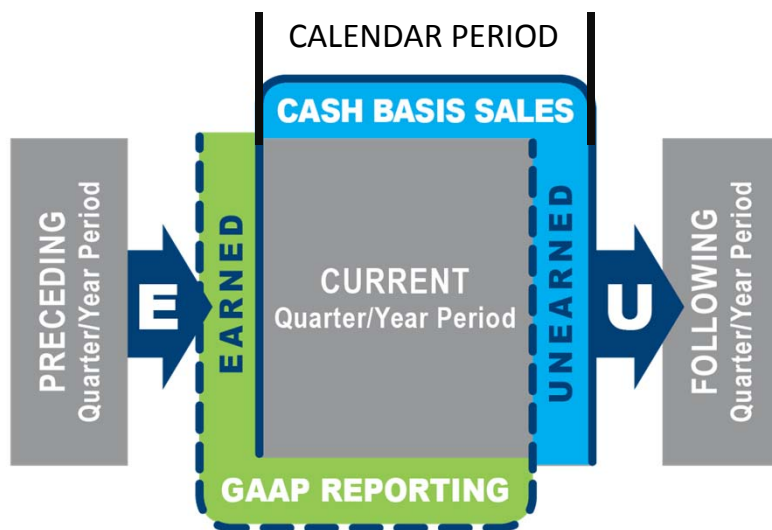 CALENDAR PERIOD
CASH BASIS SALES
PRECEDING
Quarter/Year Period
E
EARNED
CURRENT
Quarter/Year Period
UNEARNED
U
FOLLOWING
Quarter/Year Period
GAAP REPORTING